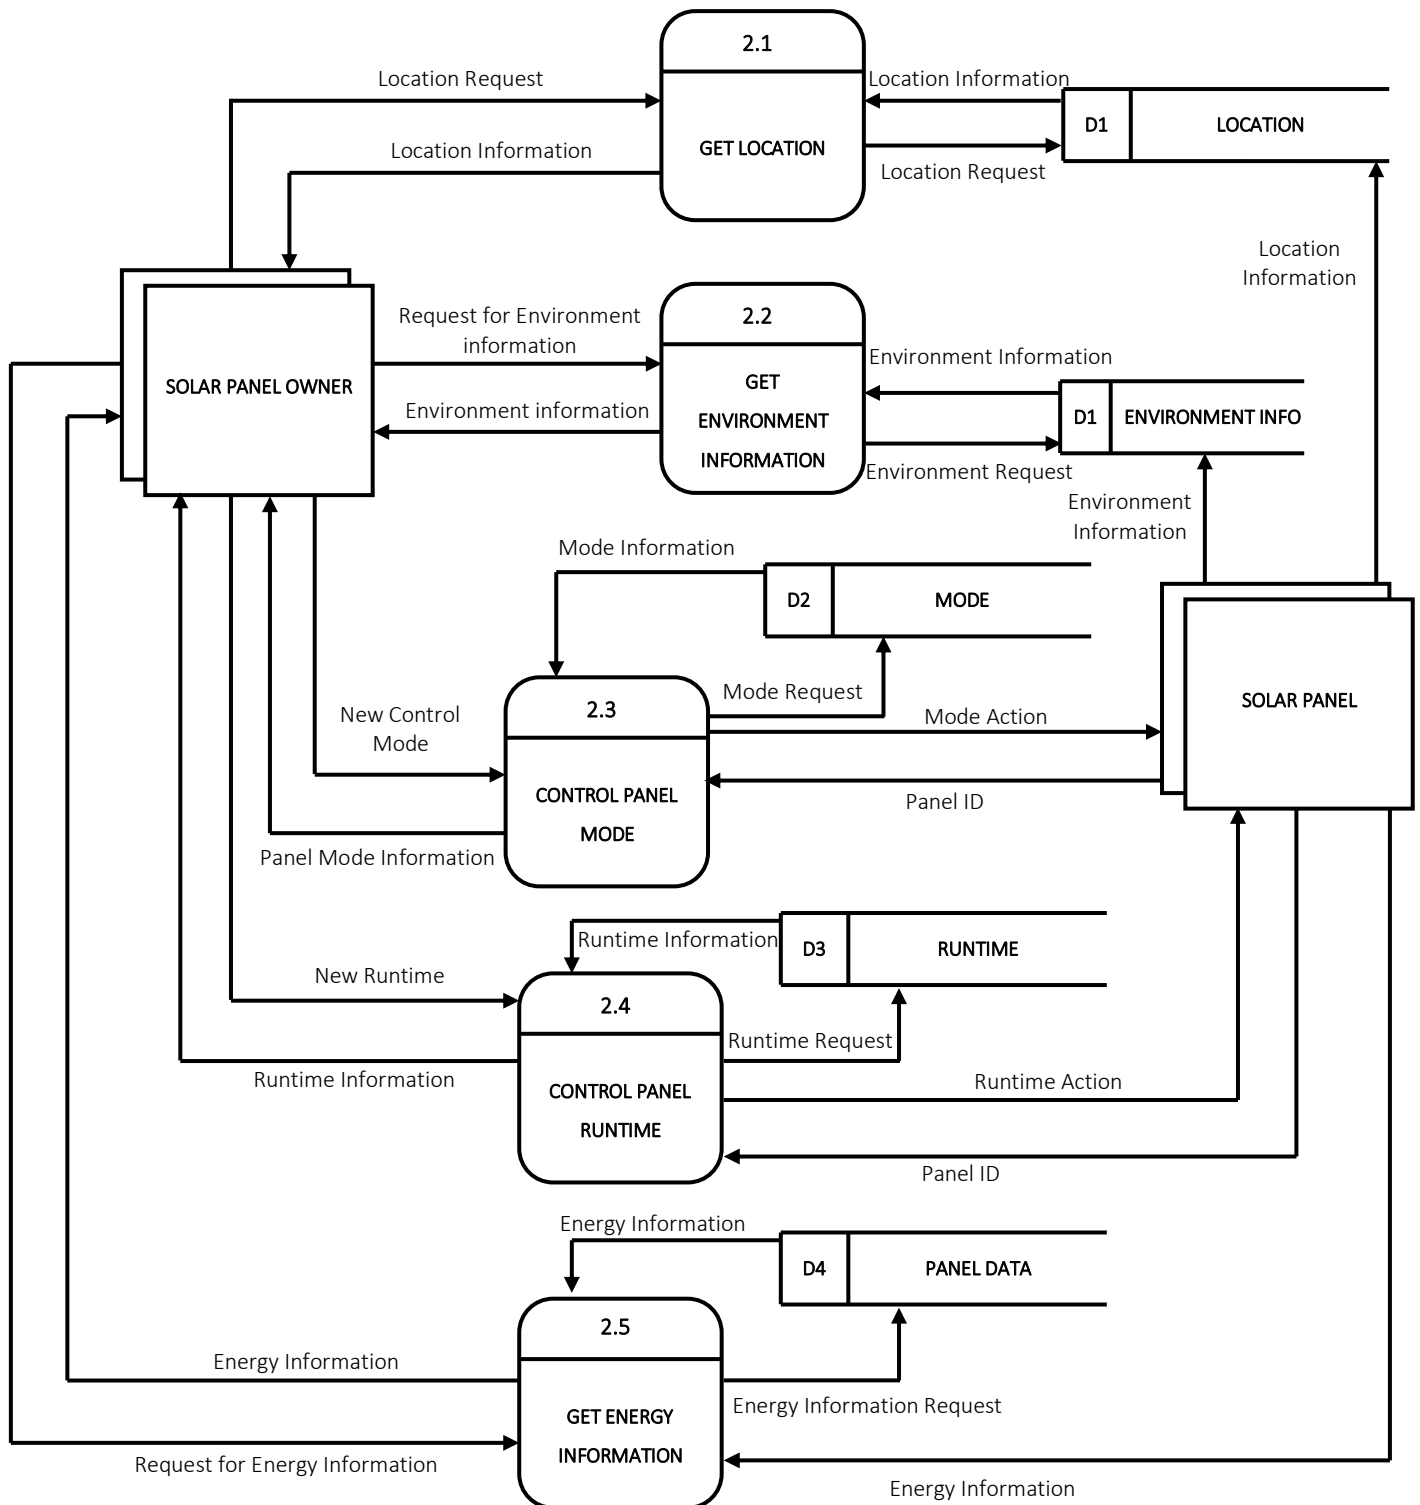 2.1
Location Request
Location Information
D1
LOCATION
Location Information
GET LOCATION
Location Request
Location
Information
2.2
Request for Environment
information
Environment Information
SOLAR PANEL OWNER
GET
ENVIRONMENT
INFORMATION
Environment information
D1
ENVIRONMENT INFO
Environment Request
Environment
Information
Mode Information
D2
MODE
Mode Request
2.3
New Control
Mode
Mode Action
SOLAR PANEL
CONTROL PANEL
MODE
Panel ID
Panel Mode Information
Runtime Information
D3
RUNTIME
New Runtime
2.4
Runtime Request
Runtime Information
CONTROL PANEL
RUNTIME
Runtime Action
Panel ID
Energy Information
D4
PANEL DATA
2.5
Energy Information
Energy Information Request
GET ENERGY
INFORMATION
Request for Energy Information
Energy Information